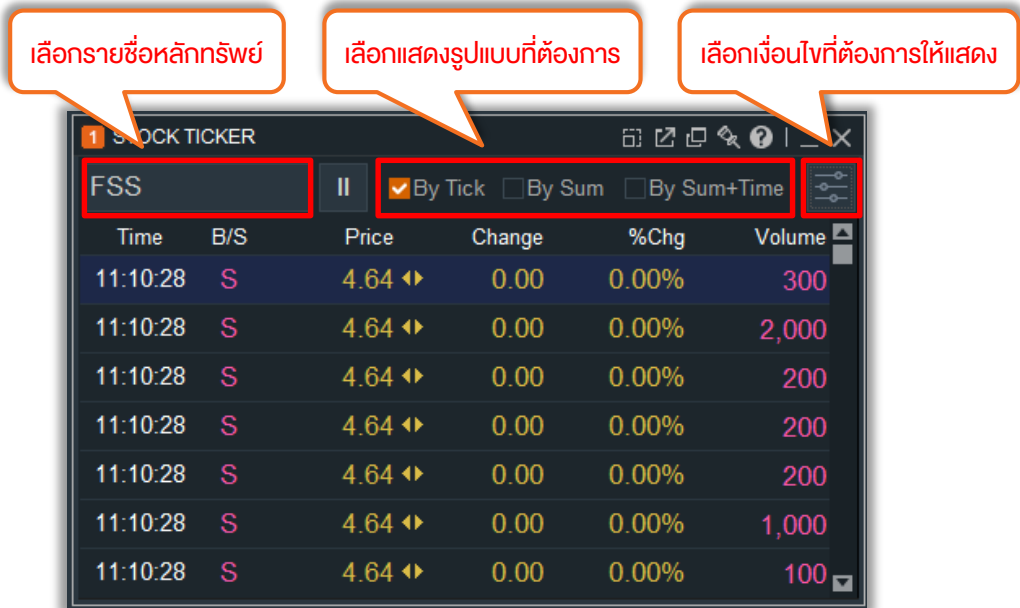 เลือกรายชื่อหลักทรัพย์
เลือกแสดงรูปแบบที่ต้องการ
เลือกเงื่อนไขที่ต้องการให้แสดง
1 STOCK TICKER
FSS By Tick By Sum By Sum+Time
Time B/S Price Change %Chg Volume
11:10:28 S 4.64 0.00 0.00% 300
11:10:28 S 4.64 0.00 0.00% 2,000
11:10:28 S 4.64 0.00 0.00% 200
11:10:28 S 4.64 0.00 0.00% 200
11:10:28 S 4.64 0.00 0.00% 200
11:10:28 S 4.64 0.00 0.00% 1,000
11:10:28 S 4.64 0.00 0.00% 100